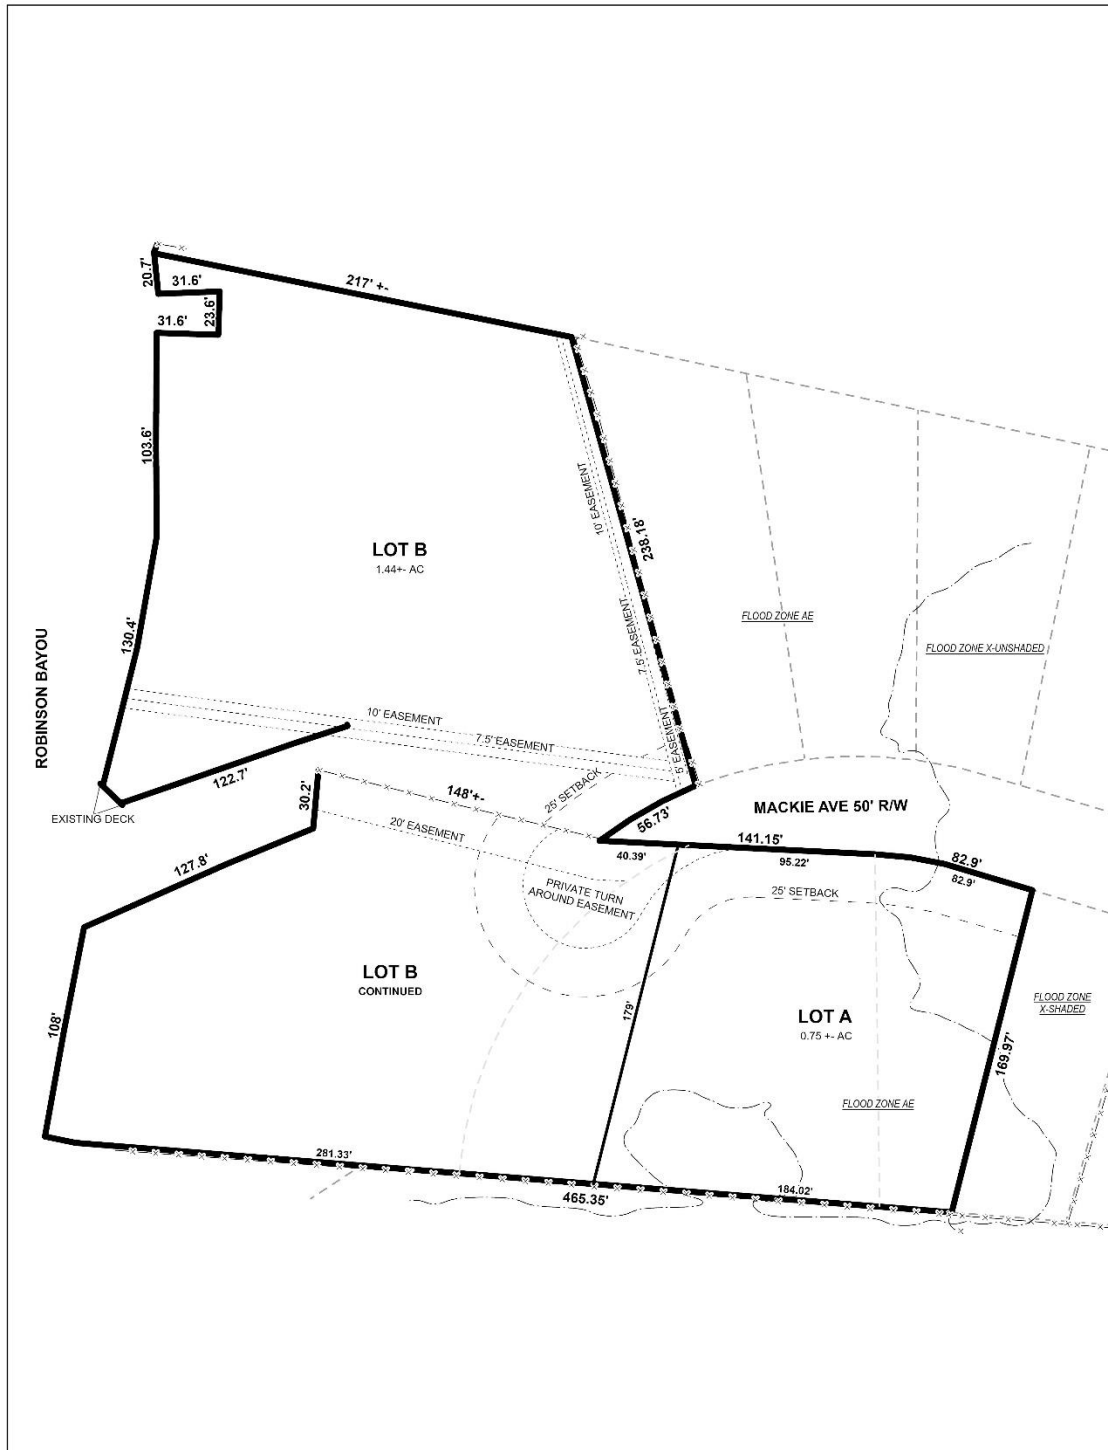 20.7'
31.6'
217' +-
23.6'
31.6'
103.6'
10' EASEMENT
238.18'
LOT B
1.44+- AC
7.5' EASEMENT
FLOOD ZONE AE
FLOOD ZONE X-UNSHADED
130.4'
ROBINSON BAYOU
10' EASEMENT
7.5' EASEMENT
5' EASEMENT
122.7'
30.2'
148'+-
25' SETBACK
EXISTING DECK
56.73'
MACKIE AVE 50' R/W
20' EASEMENT
141.15'
40.39'
95.22'
82.9'
82.9'
127.8'
PRIVATE TURN
AROUND EASEMENT
25' SETBACK
LOT B
CONTINUED
108'
179'
LOT A
0.75 +- AC
FLOOD ZONE
X-SHADED
169.97'
FLOOD ZONE AE
281.33'
465.35'
184.02'